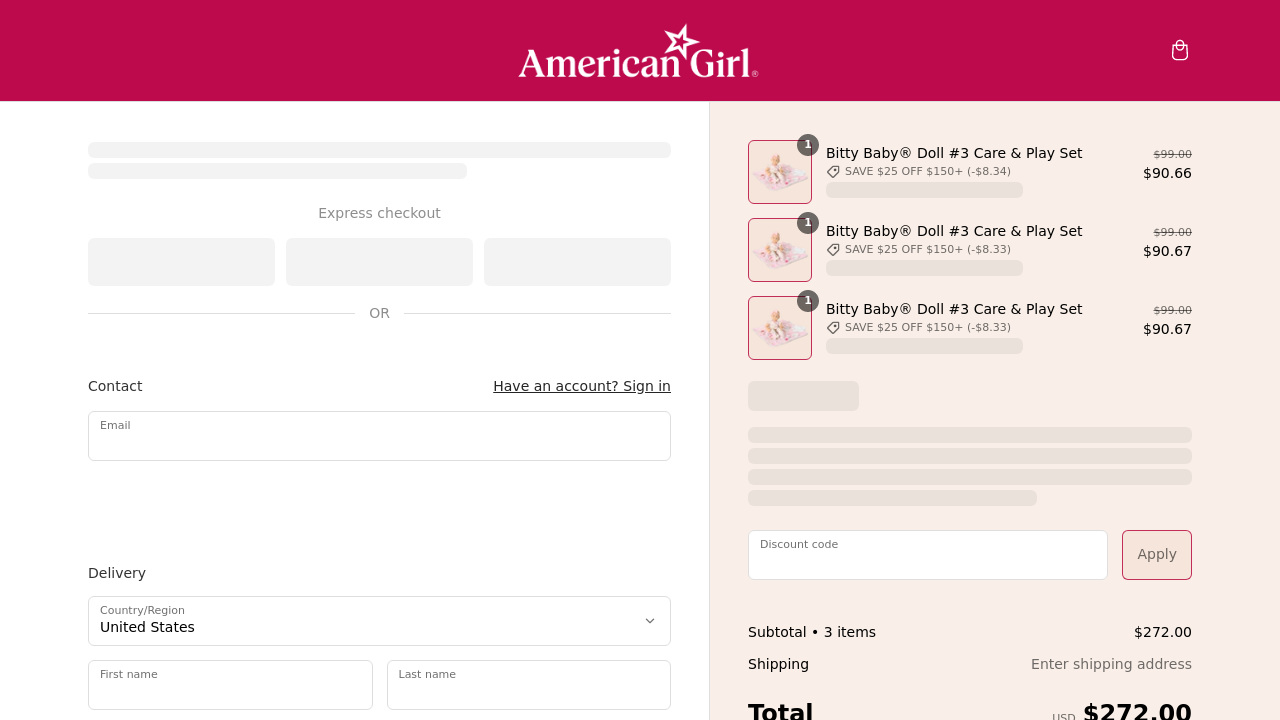 American Girl®
Express checkout
OR
Contact
Have an account? Sign in
Email
Delivery
Country/Region
United States
First name
Last name
1
Bitty Baby® Doll #3 Care & Play Set
SAVE $25 OFF $150+ (-$8.34)
$99.00
$90.66
1
Bitty Baby® Doll #3 Care & Play Set
SAVE $25 OFF $150+ (-$8.33)
$99.00
$90.67
1
Bitty Baby® Doll #3 Care & Play Set
SAVE $25 OFF $150+ (-$8.33)
$99.00
$90.67
Discount code
Apply
Subtotal • 3 items
$272.00
Shipping
Enter shipping address
Total
USD $272.00